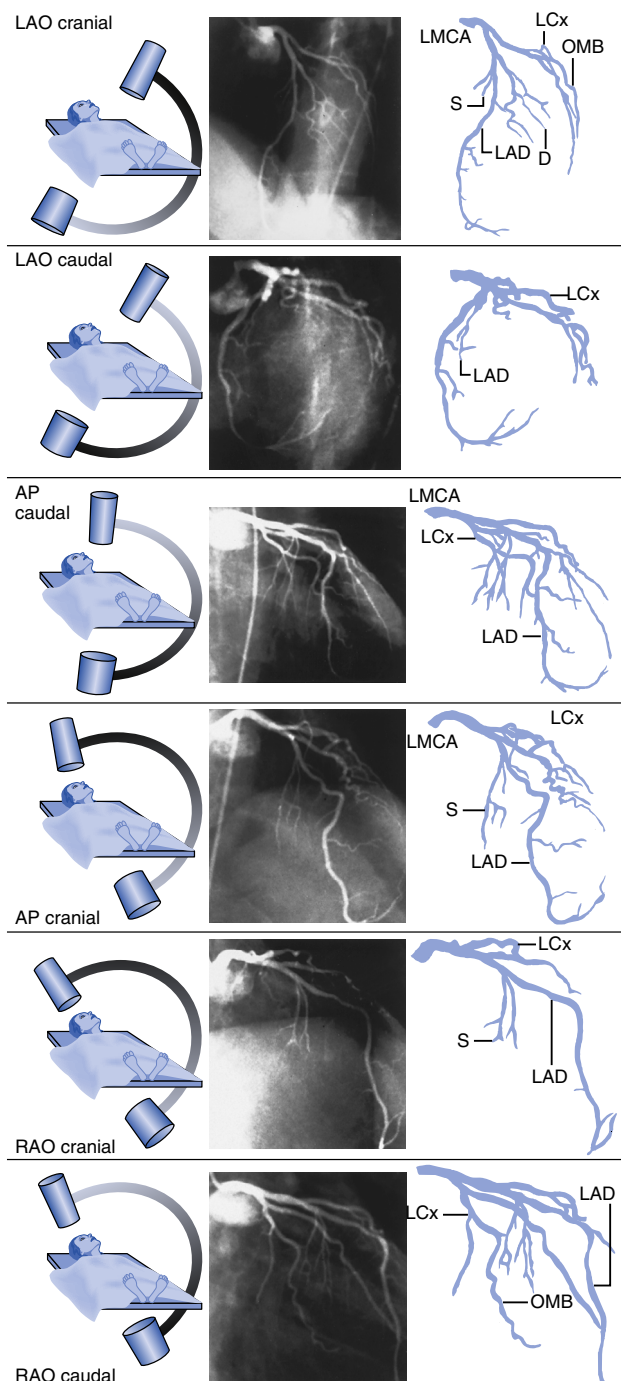 LAO cranial
LMCA
LCx
OMB
S
LAD
D
LAO caudal
LCx
LAD
AP
caudal
LMCA
LCx
LAD
LCx
LMCA
S
LAD
AP cranial
LCx
S
LAD
RAO cranial
LAD
LCx
OMB
RAO caudal